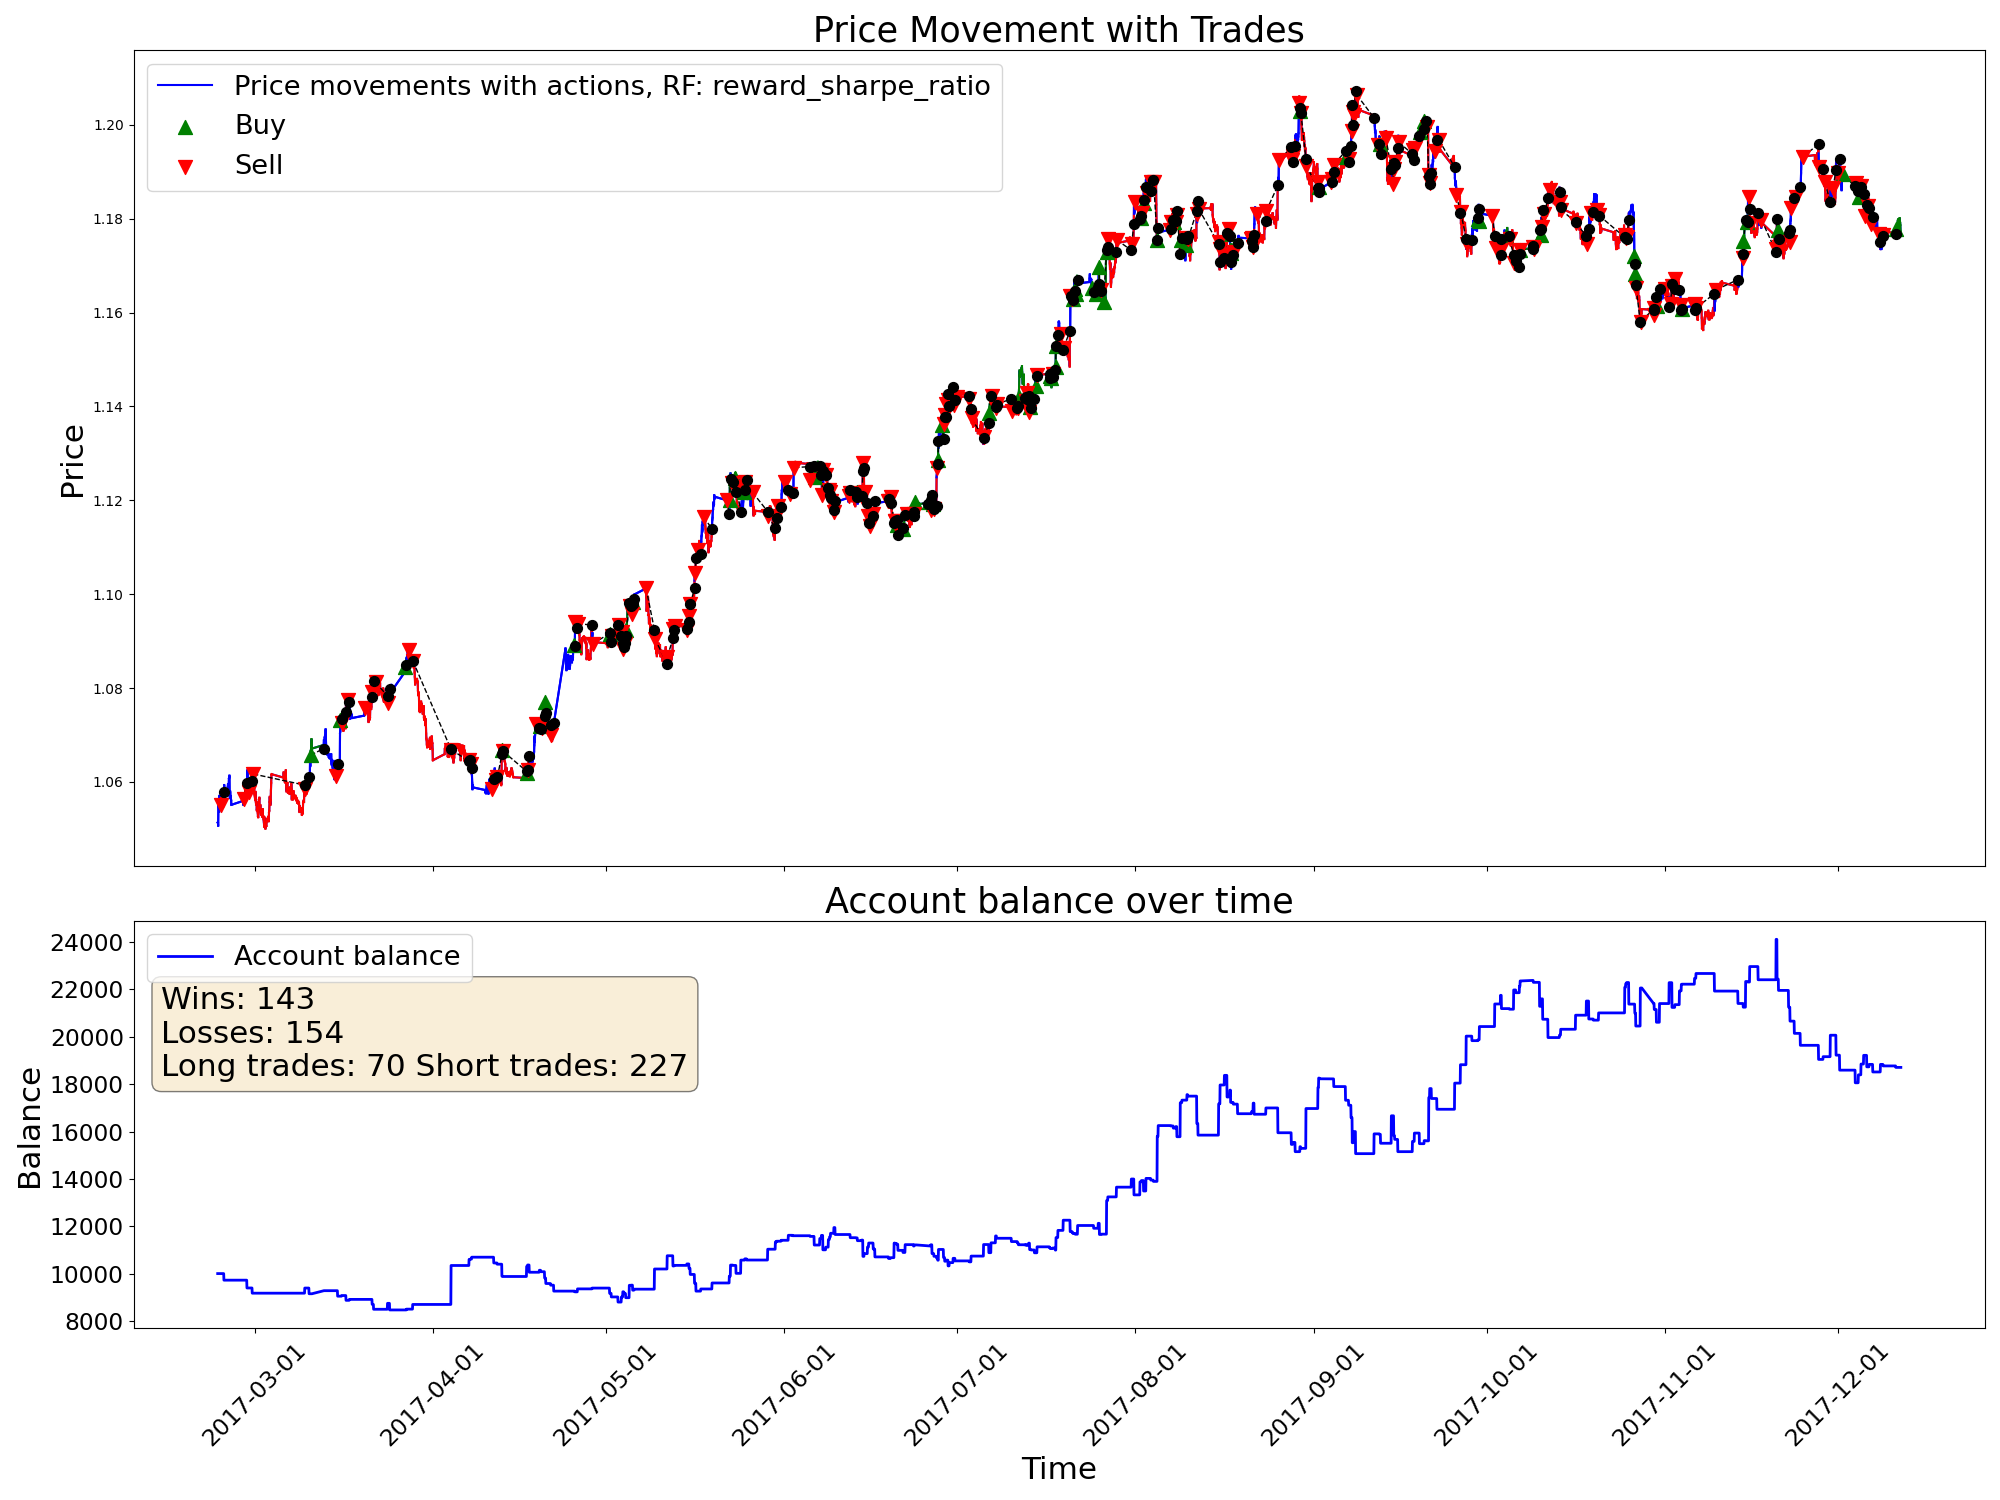 Price Movement with Trades
Price movements with actions, RF: reward_sharpe_ratio
Buy
Sell
Price
1.20
1.18
1.16
1.14
1.12
1.10
1.08
1.06
Account balance over time
Account balance
Wins: 143
Losses: 154
Long trades: 70 Short trades: 227
Balance
24000
22000
20000
18000
16000
14000
12000
10000
8000
2017-03-01
2017-04-01
2017-05-01
2017-06-01
2017-07-01
2017-08-01
2017-09-01
2017-10-01
2017-11-01
2017-12-01
Time